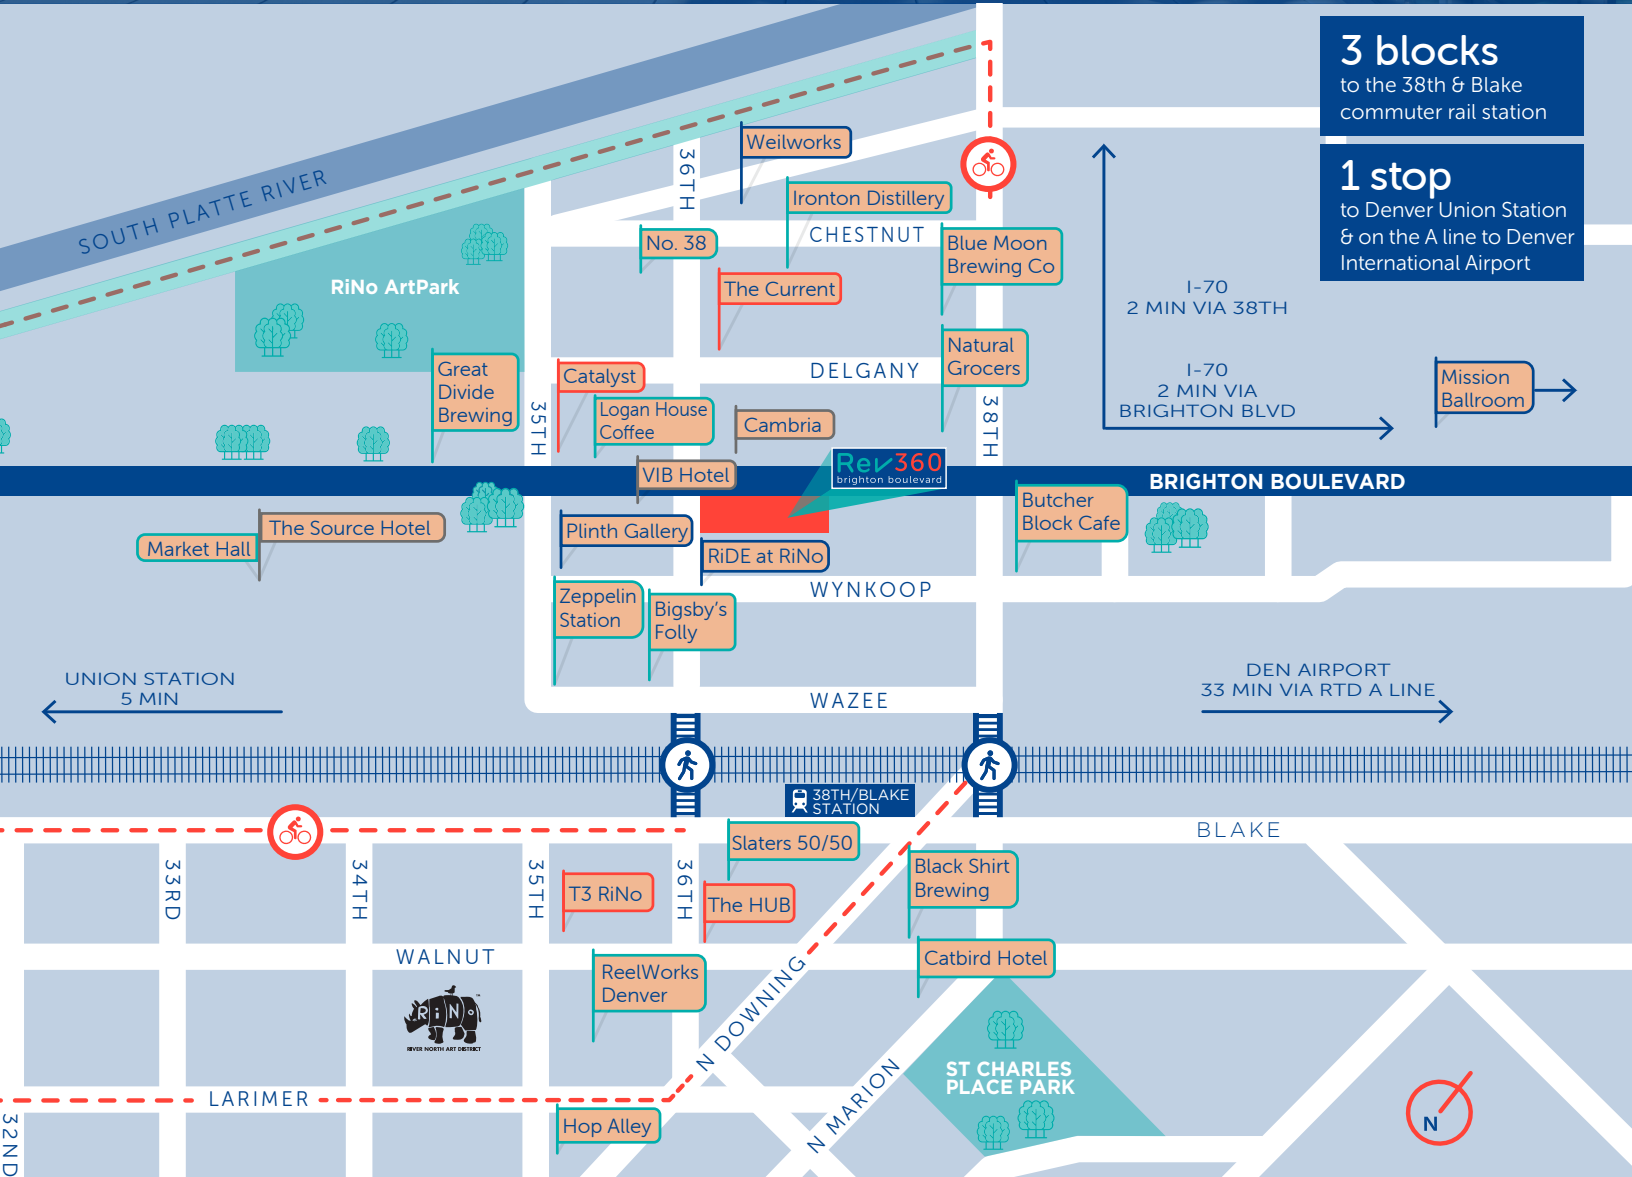 3 blocks
to the 38th & Blake
commuter rail station
1 stop
to Denver Union Station
& on the A line to Denver
International Airport
SOUTH PLATTE RIVER
Weilworks
36TH
Ironton Distillery
No. 38
CHESTNUT
Blue Moon
Brewing Co
RiNo ArtPark
The Current
I-70
2 MIN VIA 38TH
Great
Divide
Brewing
Catalyst
DELGANY
Natural
Grocers
I-70
2 MIN VIA
BRIGHTON BLVD
Mission
Ballroom
35TH
Logan House
Coffee
Cambria
38TH
VIB Hotel
Rev360
brighton boulevard
BRIGHTON BOULEVARD
Market Hall
The Source Hotel
Plinth Gallery
RiDE at RiNo
Butcher
Block Cafe
Zeppelin
Station
Bigsby's
Folly
WYNKOOP
UNION STATION
5 MIN
WAZEE
DEN AIRPORT
33 MIN VIA RTD A LINE
38TH/BLAKE
STATION
BLAKE
33RD
34TH
35TH
36TH
Slaters 50/50
T3 RiNo
The HUB
Black Shirt
Brewing
WALNUT
ReelWorks
Denver
Catbird Hotel
RiNo
™
RIVER NORTH ART DISTRICT
N DOWNING
N MARION
ST CHARLES
PLACE PARK
LARIMER
32ND
Hop Alley
N